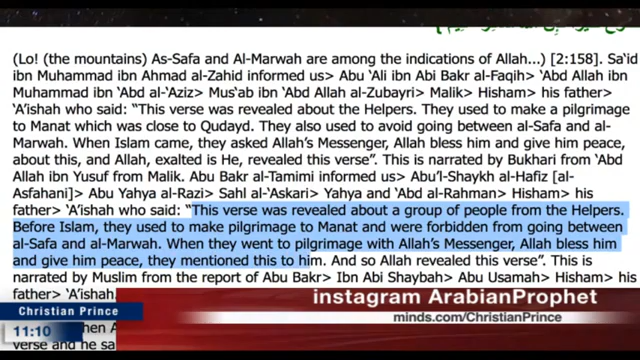 (Lo! (the mountains) As-Safa and Al-Marwah are among the indications of Allah...) [2:158]. Sa'id
ibn Muhammad ibn Ahmad al-Zahid informed us> Abu 'Ali ibn Abi Bakr al-Faqih> 'Abd Allah ibn
Muhammad ibn 'Abd al-'Aziz> Mus'ab ibn 'Abd Allah al-Zubayri> Malik> Hisham> his father>
'A'ishah who said: "This verse was revealed about the Helpers. They used to make a pilgrimage
to Manat which was close to Qudayd. They also used to avoid going between al-Safa and al-
Marwah. When Islam came, they asked Allah's Messenger, Allah bless him and give him peace,
about this, and Allah, exalted is He, revealed this verse". This is narrated by Bukhari from 'Abd
Allah ibn Yusuf from Malik. Abu Bakr al-Tamimi informed us> Abu'l-Shaykh al-Hafiz [al-
Asfahani]> Abu Yahya al-Razi> Sahl al-'Askari> Yahya and 'Abd al-Rahman> Hisham> his
father> 'A'ishah who said: "This verse was revealed about a group of people from the Helpers.
Before Islam, they used to make pilgrimage to Manat and were forbidden from going between
al-Safa and al-Marwah. When they went to pilgrimage with Allah's Messenger, Allah bless him
and give him peace, they mentioned this to him. And so Allah revealed this verse". This is
narrated by Muslim from the report of Abu Bakr> Ibn Abi Shaybah> Abu Usamah> Hisham> his
father> 'A'ishah.
instagram ArabianProphet
Christian Prince
minds.com/ChristianPrince
11:10
verse and he sa